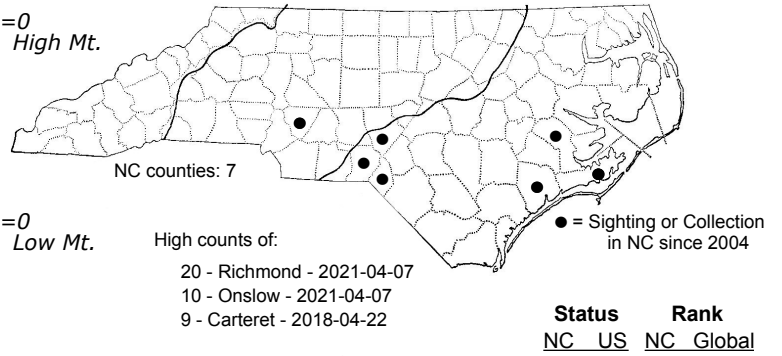 =0
High Mt.
NC counties: 7
=0
Low Mt.
High counts of:
20 - Richmond - 2021-04-07
10 - Onslow - 2021-04-07
9 - Carteret - 2018-04-22
● = Sighting or Collection
in NC since 2004
Status Rank
NC US NC Global